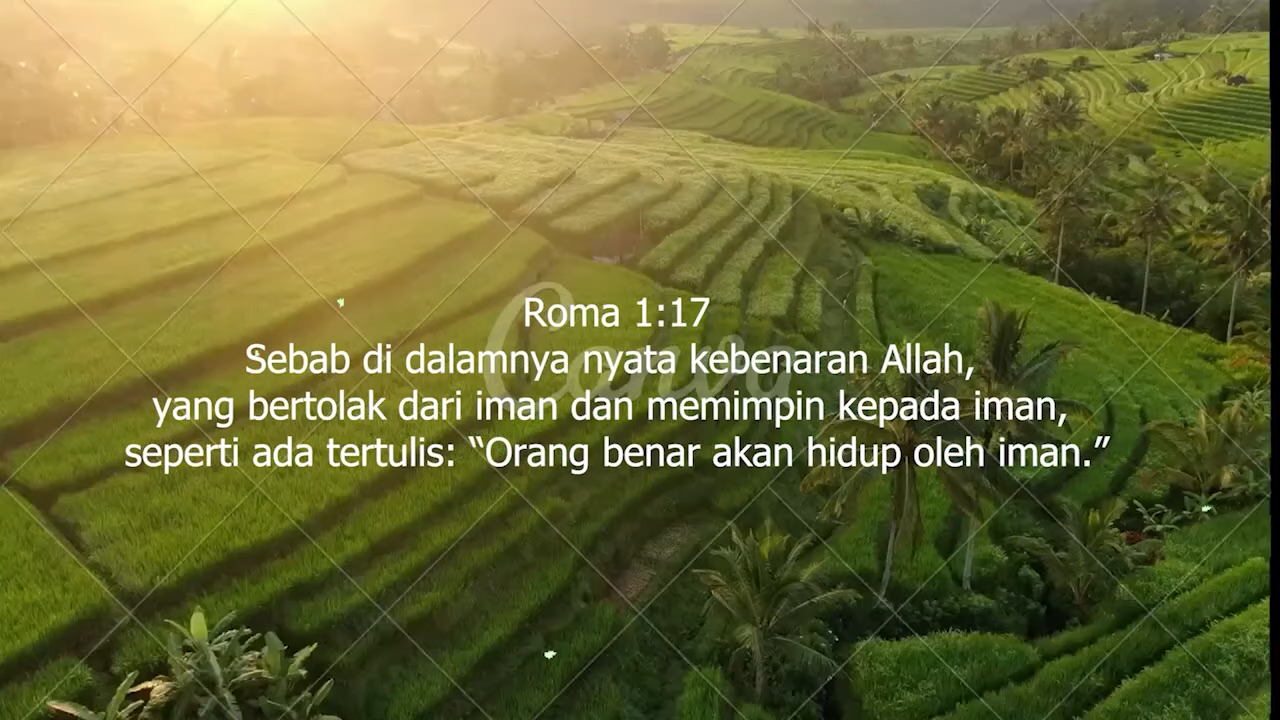 Roma 1:17
Sebab di dalamnya nyata kebenaran Allah,
yang bertolak dari iman dan memimpin kepada iman,
seperti ada tertulis: “Orang benar akan hidup oleh iman.”
Canva